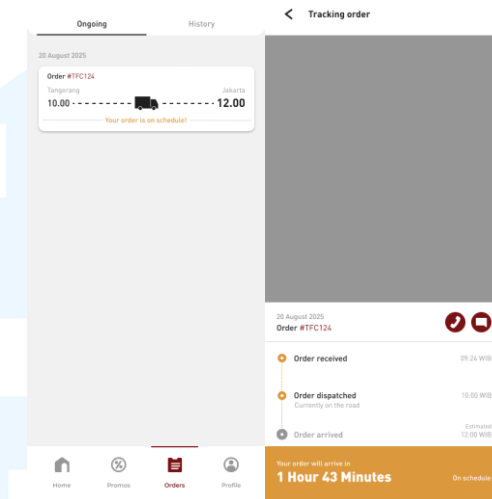 Ongoing History
20 August 2025
Order #TFC124
Tangerang Jakarta
10.00 12.00
Your order is on schedule!
Home Promos Orders Profile
Tracking order
20 August 2025
Order #TFC124
Order received 09:24 WIB
Order dispatched 10:00 WIB
Currently on the road
Estimated
Order arrived 12:00 WIB
Your order will arrive in
1 Hour 43 Minutes On schedule